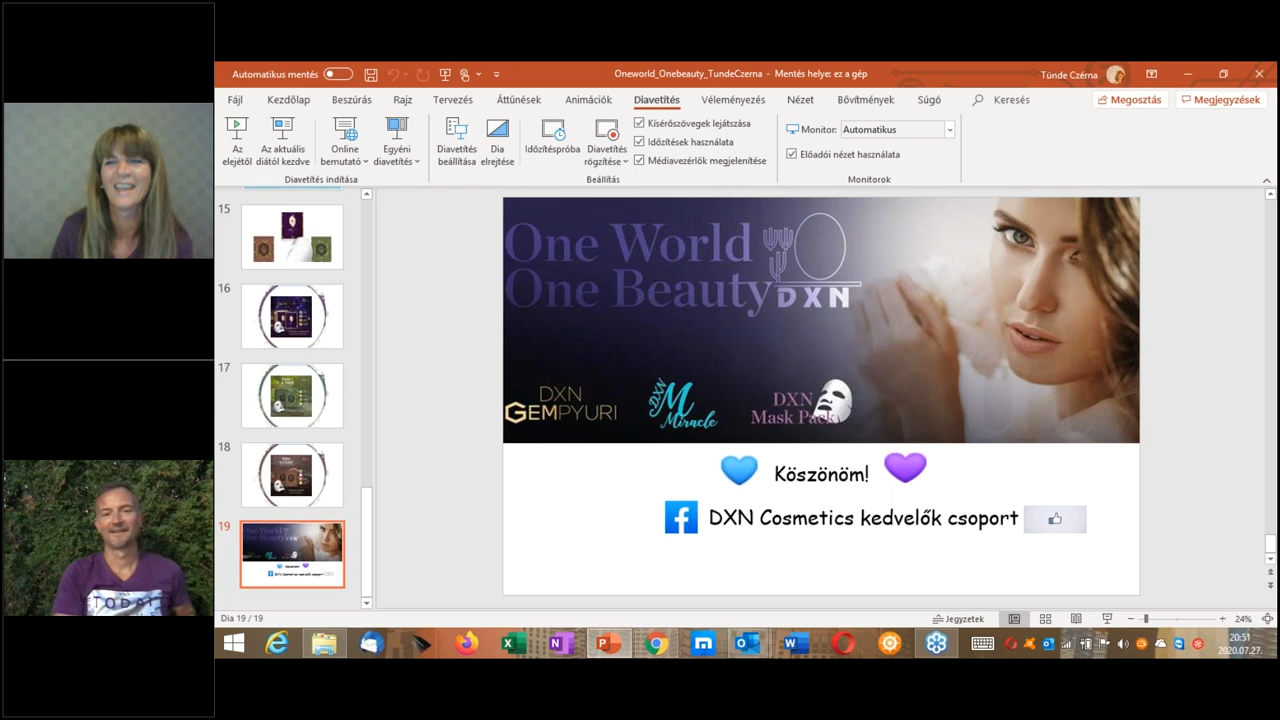 Automatikus mentés
Oneworld_Onebeauty_TundeCzerna - Mentés helye: ez a gép
Tünde Czérna
Fájl Kezdőlap Beszúrás Rajz Tervezés Áttűnések Animációk Diavetítés Véleményezés Nézet Bővítmények Súgó Keresés Megosztás Megjegyzések
Az elejétől
Az aktuális diától kezdve
Online bemutató
Egyéni diavetítés
Diavetítés indítása
Diavetítés beállítása
Dia elrejtése
Időzítéspróba
Diavetítés rögzítése
Kísérőszövegek lejátszása
Időzítések használata
Médiavezérlők megjelenítése
Beállítás
Monitor: Automatikus
Előadói nézet használata
Monitorok
15
16
17
18
19
One World
One Beauty
DXN
DXN
GEMPYURI
DXN
Miracle
DXN
Mask Pack
Köszönöm!
DXN Cosmetics kedvelők csoport
TODAY
Dia 19 / 19
Jegyzetek
24%
20:51
2020.07.27.